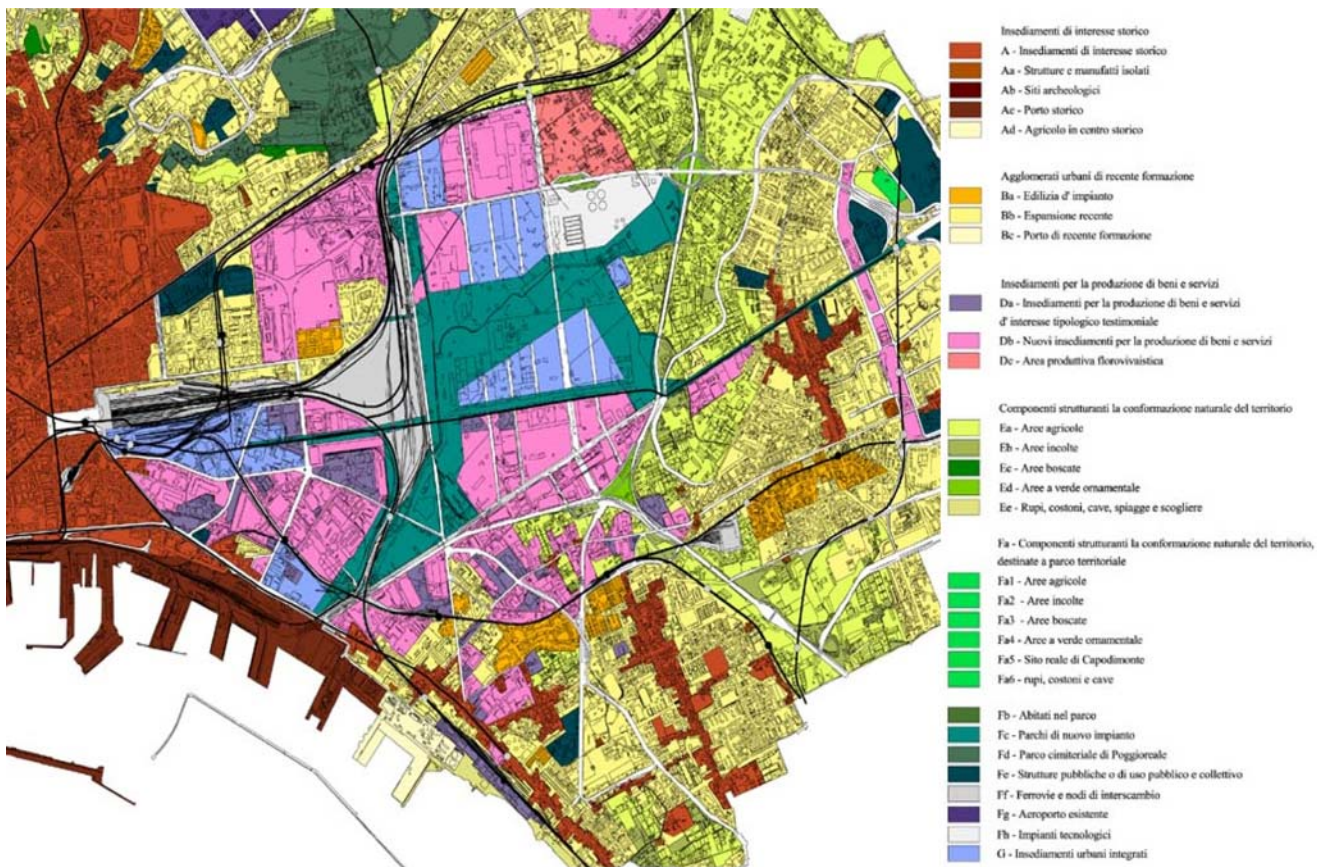 Insediamenti di interesse storico
A - Insediamenti di interesse storico
Aa - Strutture e manufatti isolati
Ab - Siti archeologici
Ac - Porto storico
Ad - Agricolo in centro storico
Agglomerati urbani di recente formazione
Ba - Edilizia d' impianto
Bb - Espansione recente
Bc - Porto di recente formazione
Insediamenti per la produzione di beni e servizi
Da - Insediamenti per la produzione di beni e servizi
d' interesse tipologico testimoniale
Db - Nuovi insediamenti per la produzione di beni e servizi
Dc - Area produttiva florovivaistica
Componenti strutturanti la conformazione naturale del territorio
Ea - Aree agricole
Eb - Aree incolte
Ec - Aree boscate
Ed - Aree a verde ornamentale
Ee - Rupi, costoni, cave, spiagge e scogliere
Fa - Componenti strutturanti la conformazione naturale del territorio,
destinate a parco territoriale
Fa1 - Aree agricole
Fa2 - Aree incolte
Fa3 - Aree boscate
Fa4 - Aree a verde ornamentale
Fa5 - Sito reale di Capodimonte
Fa6 - rupi, costoni e cave
Fb - Abitati nel parco
Fc - Parchi di nuovo impianto
Fd - Parco cimiteriale di Poggioreale
Fe - Strutture pubbliche o di uso pubblico e collettivo
Ff - Ferrovie e nodi di interscambio
Fg - Aeroporto esistente
Fh - Impianti tecnologici
G - Insediamenti urbani integrati